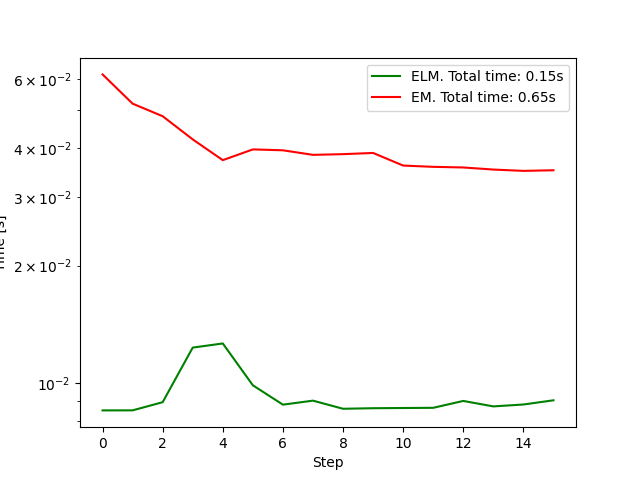 ELM. Total time: 0.15s
EM. Total time: 0.65s
6 × 10⁻²
4 × 10⁻²
3 × 10⁻²
2 × 10⁻²
10⁻²
Time [s]
0 2 4 6 8 10 12 14
Step